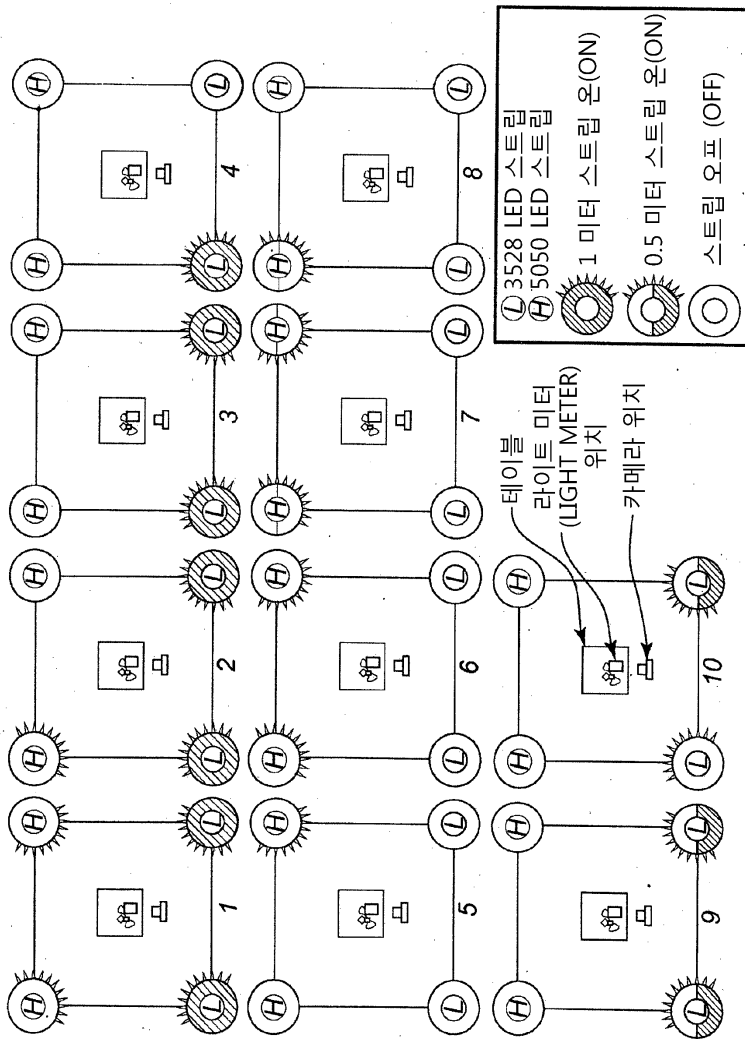 H H H H H H H H
1 2 3 4
L L L L L L L L
H H H H H H H H
5 6 7 8
L L L L L L L L
H H H H
9 10
L L L L
테이블
라이트 미터
(LIGHT METER)
위치
카메라 위치
L 3528 LED 스트립
H 5050 LED 스트립
1 미터 스트립 온(ON)
0.5 미터 스트립 온(ON)
스트립 오프 (OFF)